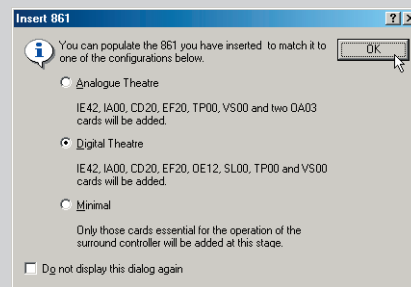 Insert 861
You can populate the 861 you have inserted to match it to
one of the configurations below.
OK
Analogue Theatre
IE42, IA00, CD20, EF20, TP00, VS00 and two OA03
cards will be added.
Digital Theatre
IE42, IA00, CD20, EF20, OE12, SL00, TP00 and VS00
cards will be added.
Minimal
Only those cards essential for the operation of the
surround controller will be added at this stage.
Do not display this dialog again